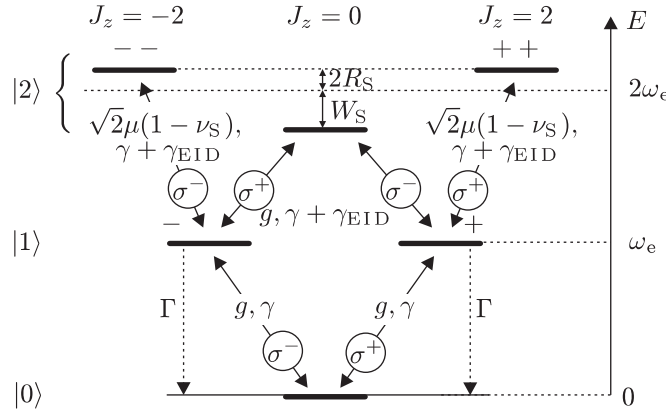 J_z = -2 J_z = 0 J_z = 2 E
- - + +
|2⟩ 2R_S 2ω_e
W_S
√2μ(1 - ν_S), √2μ(1 - ν_S),
γ + γ_EID γ + γ_EID
σ⁻ σ⁺ σ⁻ σ⁺
- g, γ + γ_EID +
|1⟩ ω_e
Γ g, γ g, γ Γ
σ⁻ σ⁺
|0⟩ 0